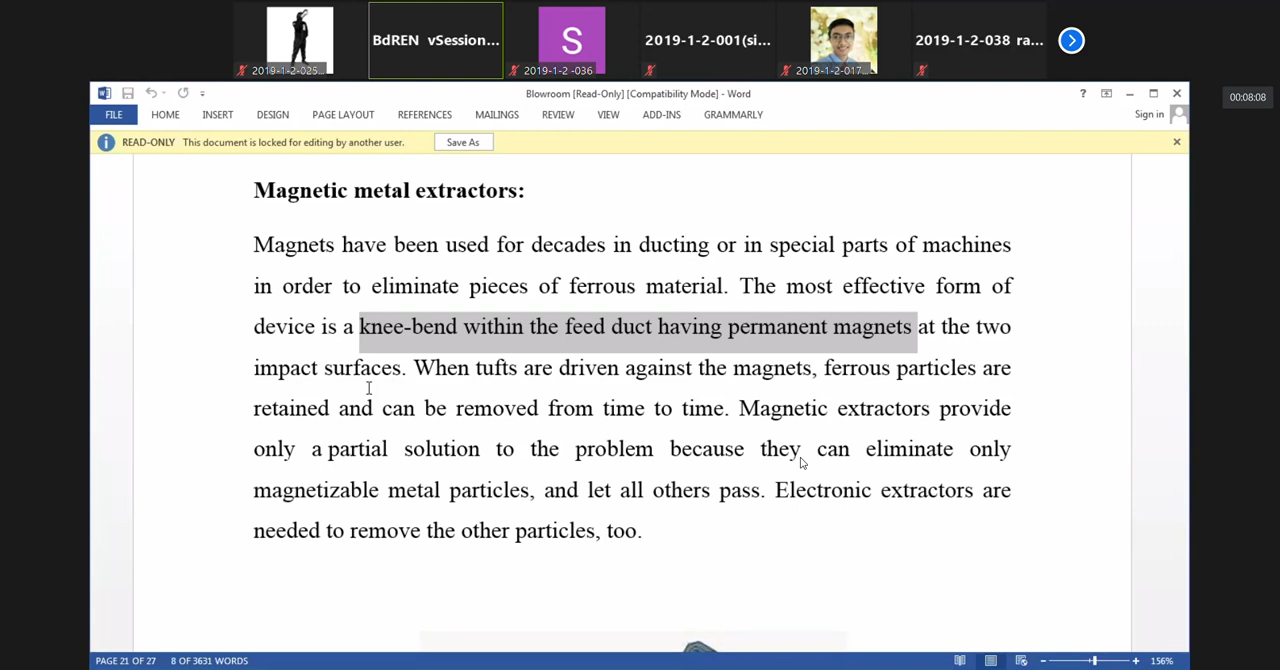 BdREN vSession...
S
2019-1-2-001(si...
2019-1-2-038 ra...
2019-1-2-025...
2019-1-2 -036
2019-1-2-017...
00:08:08
Blowroom [Read-Only] [Compatibility Mode] - Word
FILE HOME INSERT DESIGN PAGE LAYOUT REFERENCES MAILINGS REVIEW VIEW ADD-INS GRAMMARLY Sign in
READ-ONLY This document is locked for editing by another user. Save As
Magnetic metal extractors:
Magnets have been used for decades in ducting or in special parts of machines
in order to eliminate pieces of ferrous material. The most effective form of
device is a knee-bend within the feed duct having permanent magnets at the two
impact surfaces. When tufts are driven against the magnets, ferrous particles are
retained and can be removed from time to time. Magnetic extractors provide
only a partial solution to the problem because they can eliminate only
magnetizable metal particles, and let all others pass. Electronic extractors are
needed to remove the other particles, too.
PAGE 21 OF 27 8 OF 3631 WORDS 156%